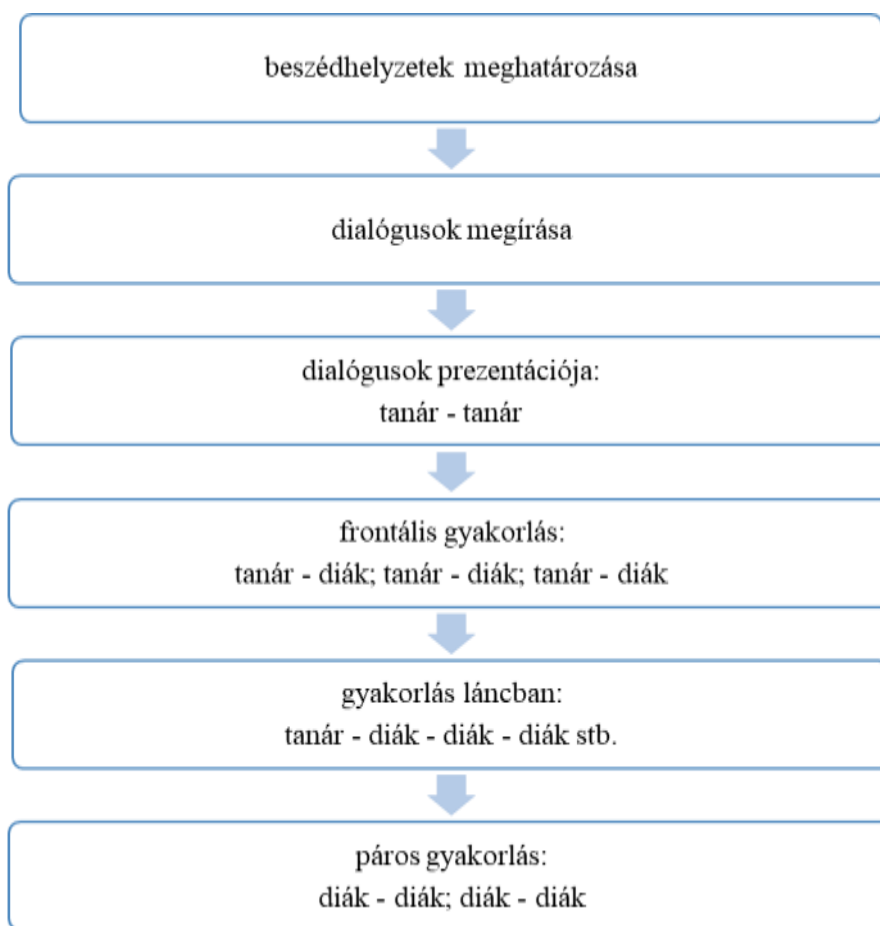 beszédhelyzetek meghatározása
dialógusok megírása
dialógusok prezentációja:
tanár - tanár
frontális gyakorlás:
tanár - diák; tanár - diák; tanár - diák
gyakorlás láncban:
tanár - diák - diák - diák stb.
páros gyakorlás:
diák - diák; diák - diák